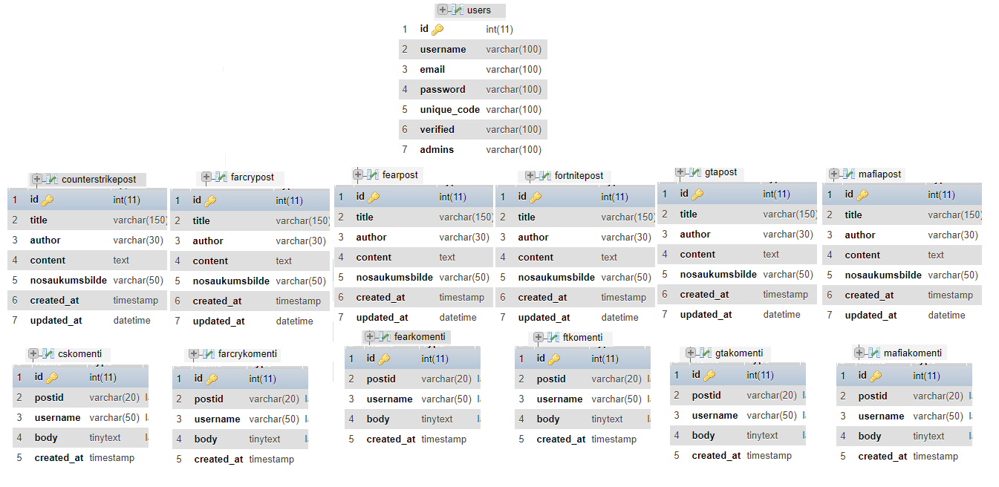 users
1 id int(11)
2 username varchar(100)
3 email varchar(100)
4 password varchar(100)
5 unique_code varchar(100)
6 verified varchar(100)
7 admins varchar(100)
counterstrikepost
1 id int(11)
2 title varchar(150)
3 author varchar(30)
4 content text
5 nosaukumsbilde varchar(50)
6 created_at timestamp
7 updated_at datetime
farcrypost
1 id int(11)
2 title varchar(150)
3 author varchar(30)
4 content text
5 nosaukumsbilde varchar(50)
6 created_at timestamp
7 updated_at datetime
fearpost
1 id int(11)
2 title varchar(150)
3 author varchar(30)
4 content text
5 nosaukumsbilde varchar(50)
6 created_at timestamp
7 updated_at datetime
fortnitepost
1 id int(11)
2 title varchar(150)
3 author varchar(30)
4 content text
5 nosaukumsbilde varchar(50)
6 created_at timestamp
7 updated_at datetime
gtapost
1 id int(11)
2 title varchar(150)
3 author varchar(30)
4 content text
5 nosaukumsbilde varchar(50)
6 created_at timestamp
7 updated_at datetime
mafiapost
1 id int(11)
2 title varchar(150)
3 author varchar(30)
4 content text
5 nosaukumsbilde varchar(50)
6 created_at timestamp
7 updated_at datetime
cskomenti
1 id int(11)
2 postid varchar(20)
3 username varchar(50)
4 body tinytext
5 created_at timestamp
farcrykomenti
1 id int(11)
2 postid varchar(20)
3 username varchar(50)
4 body tinytext
5 created_at timestamp
fearkomenti
1 id int(11)
2 postid varchar(20)
3 username varchar(50)
4 body tinytext
5 created_at timestamp
ftkomenti
1 id int(11)
2 postid varchar(20)
3 username varchar(50)
4 body tinytext
5 created_at timestamp
gtakomenti
1 id int(11)
2 postid varchar(20)
3 username varchar(50)
4 body tinytext
5 created_at timestamp
mafiakomenti
1 id int(11)
2 postid varchar(20)
3 username varchar(50)
4 body tinytext
5 created_at timestamp